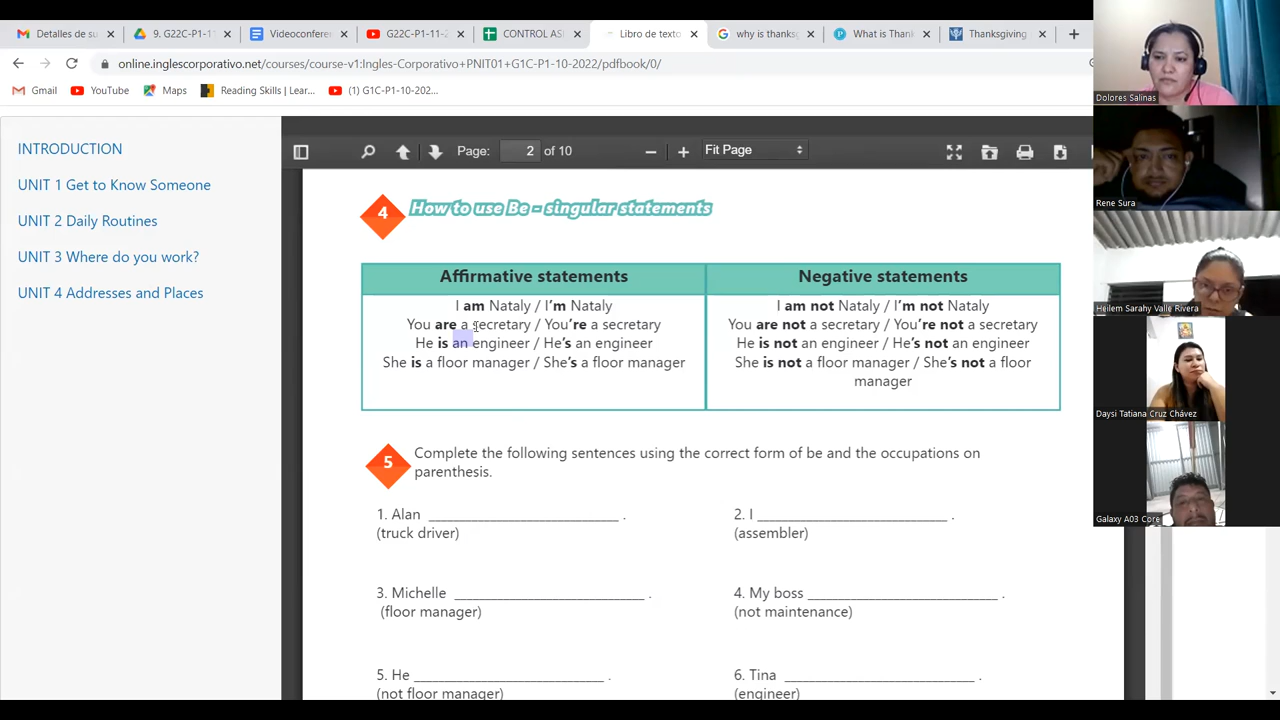 Detalles de su
9. G22C-P1-11
Videoconferen
G22C-P1-11-2
CONTROL ASI
Libro de texto
why is thanksg
What is Thank
Thanksgiving
online.inglescorporativo.net/courses/course-v1:Ingles-Corporativo+PNT01+G1C-P1-10-2022/pdfbook/0/
Gmail
YouTube
Maps
Reading Skills | Lear...
(1) G1C-P1-10-202...
INTRODUCTION
UNIT 1 Get to Know Someone
UNIT 2 Daily Routines
UNIT 3 Where do you work?
UNIT 4 Addresses and Places
Page: 2 of 10
Fit Page
4 How to use Be - singular statements
Affirmative statements
I am Nataly / I'm Nataly
You are a secretary / You're a secretary
He is an engineer / He's an engineer
She is a floor manager / She's a floor manager
Negative statements
I am not Nataly / I'm not Nataly
You are not a secretary / You're not a secretary
He is not an engineer / He's not an engineer
She is not a floor manager / She's not a floor
manager
5 Complete the following sentences using the correct form of be and the occupations on
parenthesis.
1. Alan ____________________________ .
(truck driver)
2. I ____________________________ .
(assembler)
3. Michelle ____________________________ .
(floor manager)
4. My boss ____________________________ .
(not maintenance)
5. He ____________________________ .
(not floor manager)
6. Tina ____________________________ .
(engineer)
Dolores Salinas
Rene Sura
Heilem Sarahy Valle Rivera
Daysi Tatiana Cruz Chávez
Galaxy A03 Core